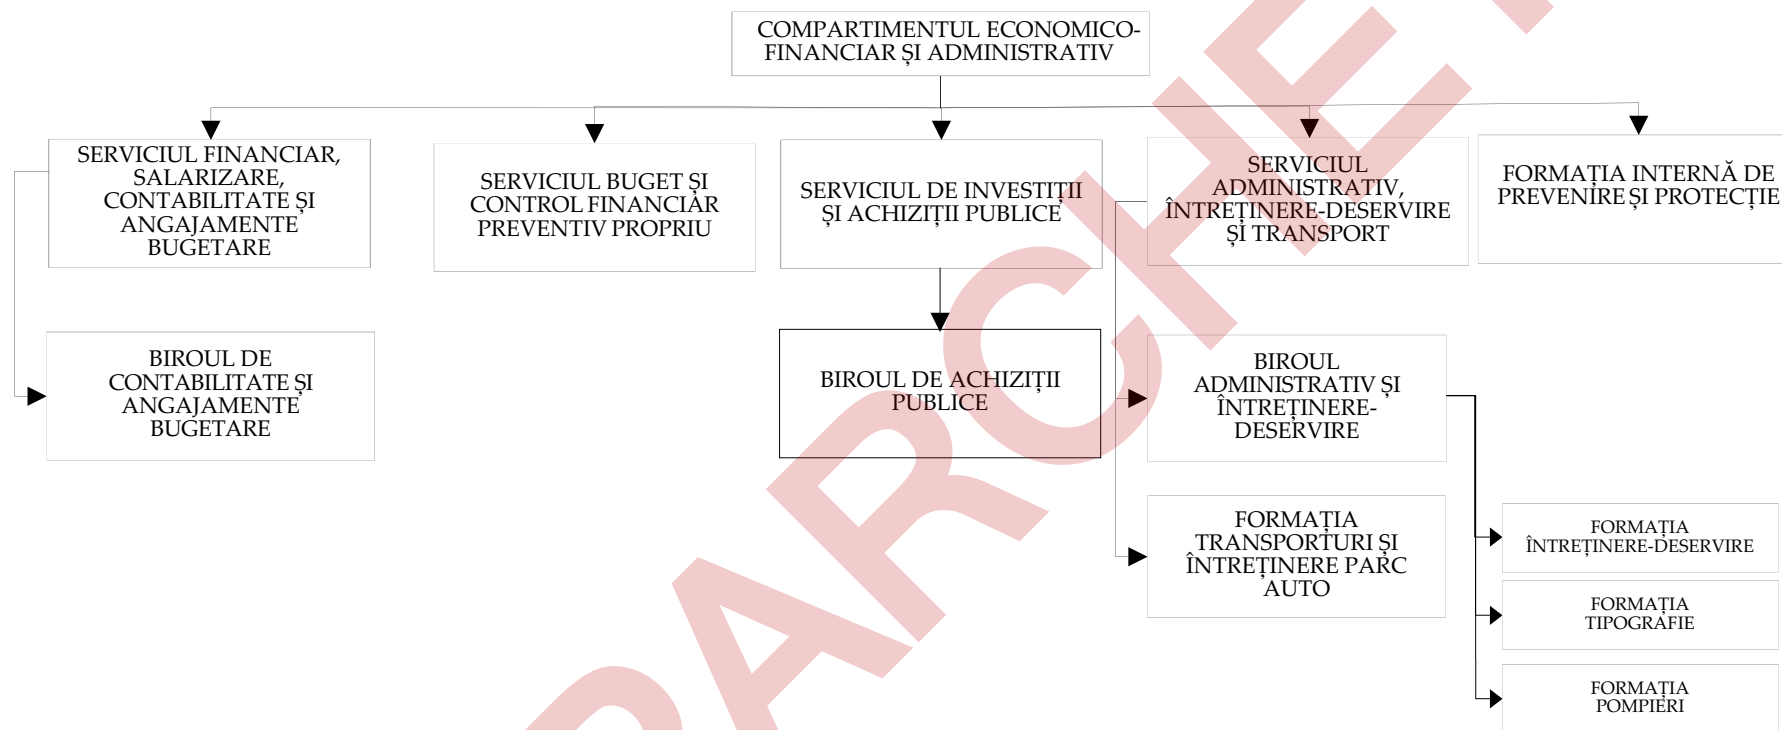 COMPARTIMENTUL ECONOMICO-
FINANCIAR ȘI ADMINISTRATIV
SERVICIUL FINANCIAR,
SALARIZARE,
CONTABILITATE ȘI
ANGAJAMENTE
BUGETARE
SERVICIUL BUGET ȘI
CONTROL FINANCIAR
PREVENTIV PROPRIU
SERVICIUL DE INVESTIȚII
ȘI ACHIZIȚII PUBLICE
SERVICIUL
ADMINISTRATIV,
ÎNTREȚINERE-DESERVIRE
ȘI TRANSPORT
FORMAȚIA INTERNĂ DE
PREVENIRE ȘI PROTECȚIE
BIROUL DE
CONTABILITATE ȘI
ANGAJAMENTE
BUGETARE
BIROUL DE ACHIZIȚII
PUBLICE
BIROUL
ADMINISTRATIV ȘI
ÎNTREȚINERE-
DESERVIRE
FORMAȚIA
TRANSPORTURI ȘI
ÎNTREȚINERE PARC
AUTO
FORMAȚIA
ÎNTREȚINERE-DESERVIRE
FORMAȚIA
TIPOGRAFIE
FORMAȚIA
POMPIERI
PARCHET